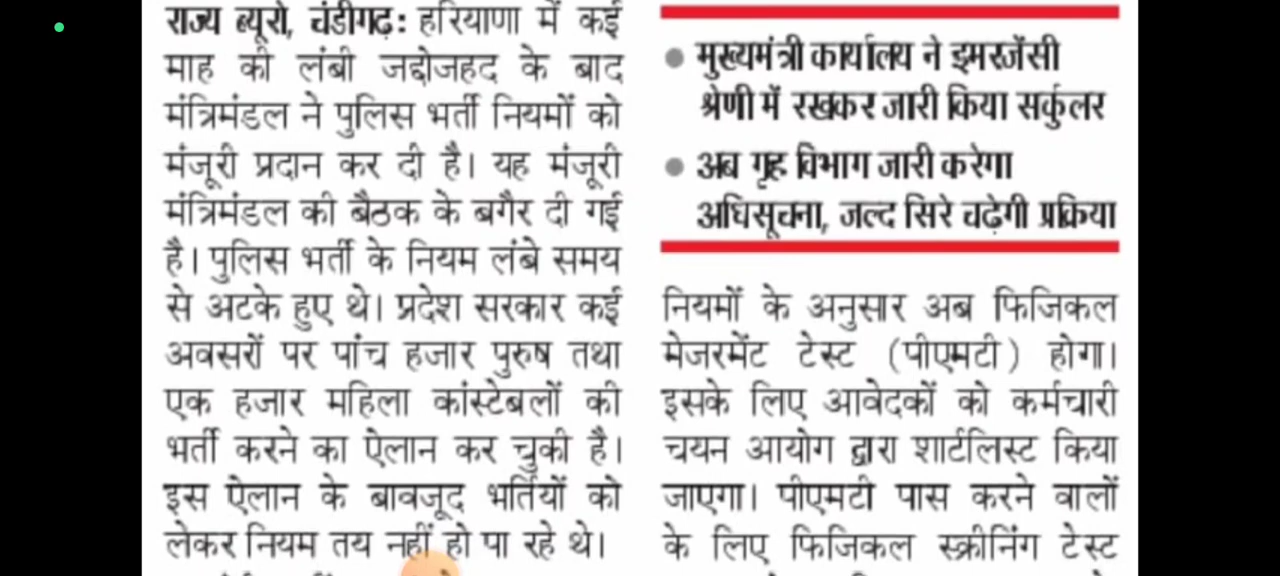 राज्य ब्यूरो, चंडीगढ़: हरियाणा में कई
माह की लंबी जद्दोजहद के बाद
मंत्रिमंडल ने पुलिस भर्ती नियमों को
मंजूरी प्रदान कर दी है। यह मंजूरी
मंत्रिमंडल की बैठक के बगैर दी गई
है। पुलिस भर्ती के नियम लंबे समय
से अटके हुए थे। प्रदेश सरकार कई
अवसरों पर पांच हजार पुरुष तथा
एक हजार महिला कांस्टेबलों की
भर्ती करने का ऐलान कर चुकी है।
इस ऐलान के बावजूद भर्तियों को
लेकर नियम तय नहीं हो पा रहे थे।
● मुख्यमंत्री कार्यालय ने इमरजेंसी
श्रेणी में रखकर जारी किया सर्कुलर
● अब गृह विभाग जारी करेगा
अधिसूचना, जल्द सिरे चढ़ेगी प्रक्रिया
नियमों के अनुसार अब फिजिकल
मेजरमेंट टेस्ट (पीएमटी) होगा।
इसके लिए आवेदकों को कर्मचारी
चयन आयोग द्वारा शार्टलिस्ट किया
जाएगा। पीएमटी पास करने वालों
के लिए फिजिकल स्क्रीनिंग टेस्ट